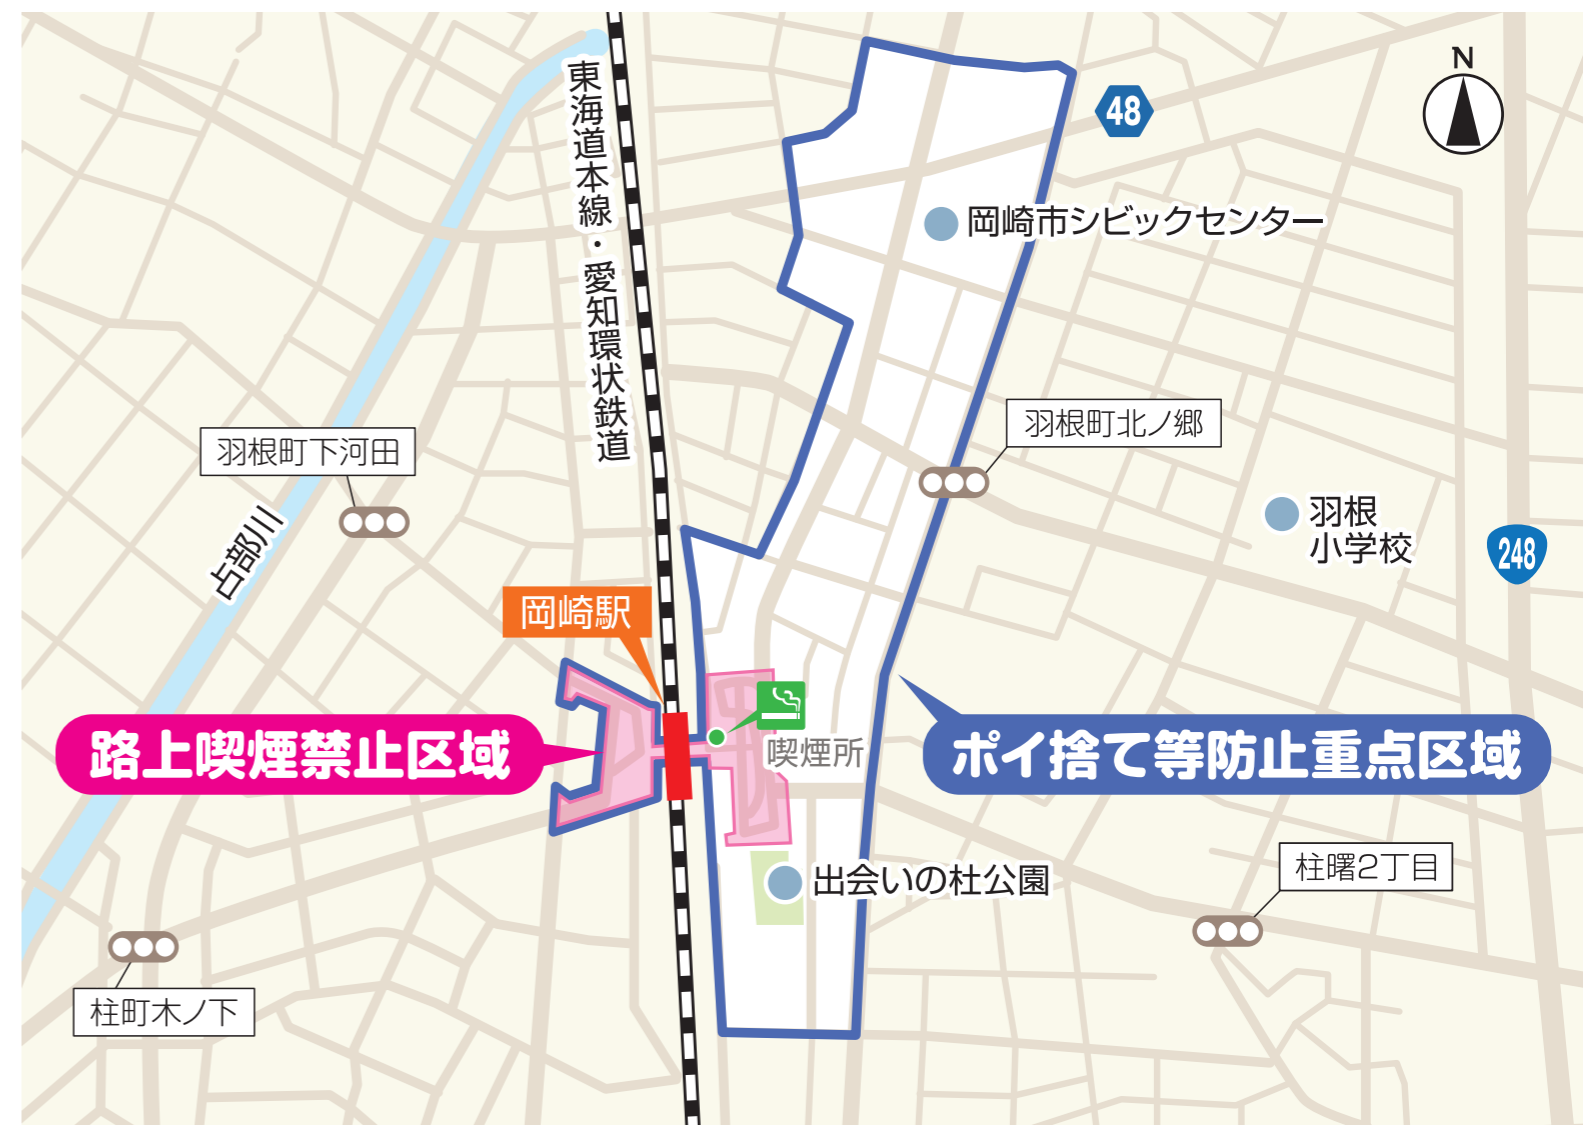 東海道本線・愛知環状鉄道
N
48
岡崎市シビックセンター
羽根町下河田
羽根町北ノ郷
占部川
羽根
小学校
248
岡崎駅
路上喫煙禁止区域
喫煙所
ポイ捨て等防止重点区域
出会いの杜公園
柱曙2丁目
柱町木ノ下